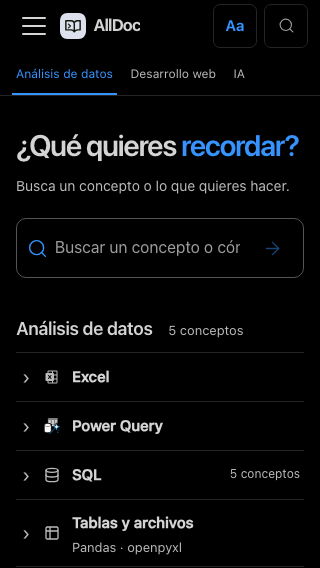 AllDoc
Aa
Análisis de datos Desarrollo web IA
¿Qué quieres recordar?
Busca un concepto o lo que quieres hacer.
Buscar un concepto o cór
Análisis de datos 5 conceptos
Excel
Power Query
SQL 5 conceptos
Tablas y archivos
Pandas · openpyxl